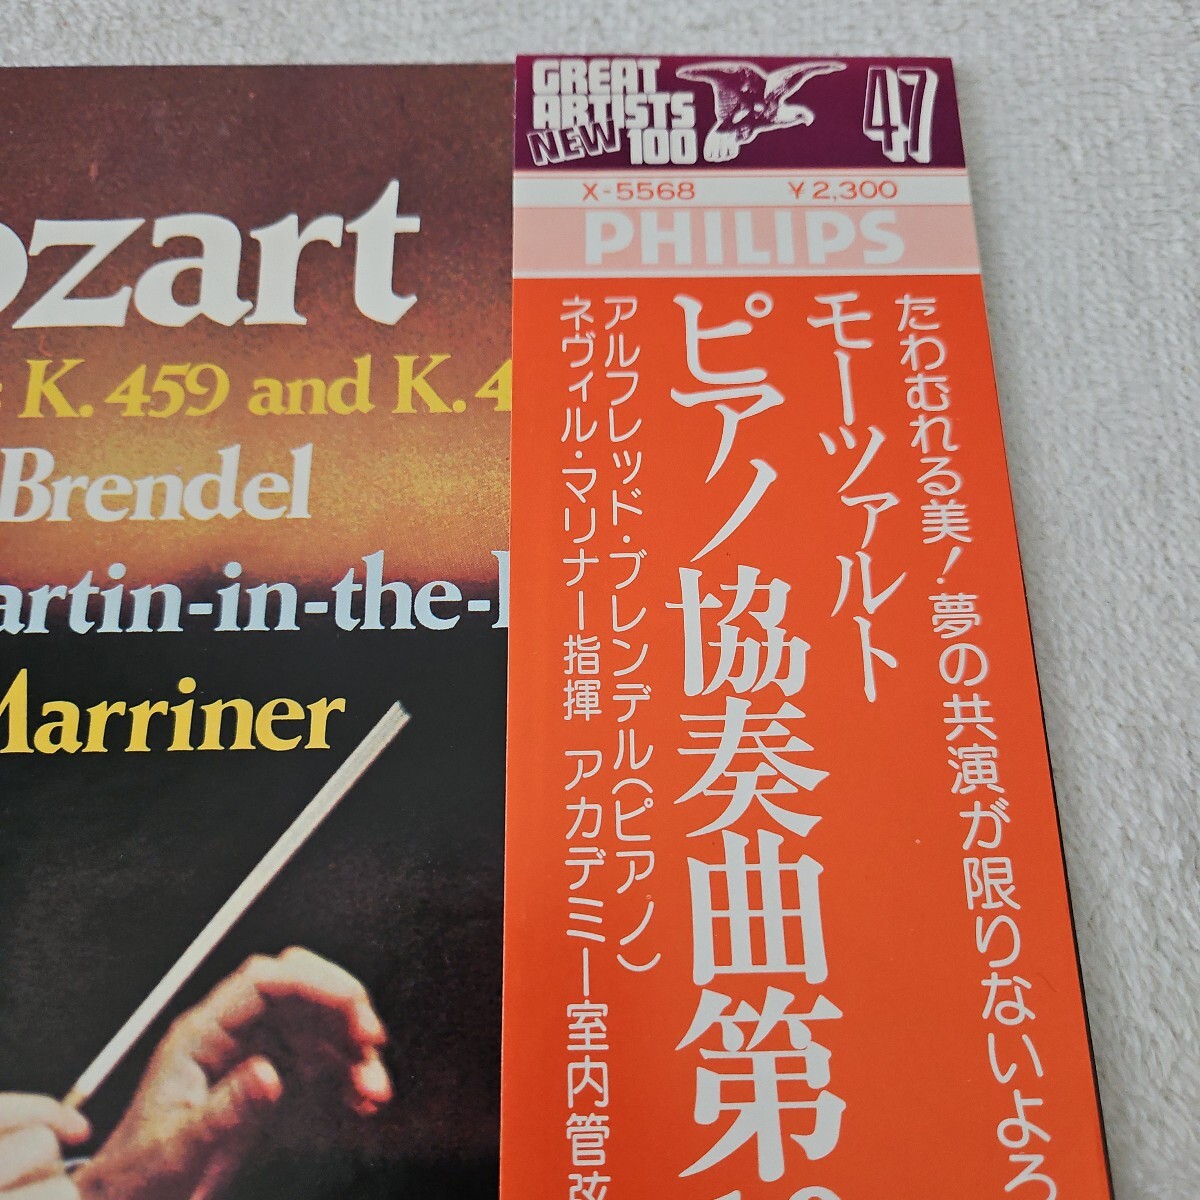 GREAT
ARTISTS
NEW 100
47
X-5568 ¥2,300
PHILIPS
たわむれる美!夢の共演が限りないよろ
モーツァルト
ピアノ協奏曲第
アルフレッド・ブレンデル(ピアノ)
ネヴィル・マリナー指揮 アカデミー室内管弦
ozart
K. 459 and K. 4
Brendel
artin-in-the-
Marriner